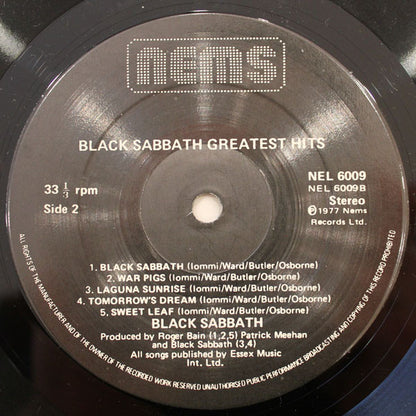 nems
BLACK SABBATH GREATEST HITS
33 1/3 rpm
Side 2
NEL 6009
NEL 6009B
Stereo
Ⓟ1977 Nems
Records Ltd.
1. BLACK SABBATH (Iommi/Ward/Butler/Osborne)
2. WAR PIGS (Iommi/Ward/Butler/Osborne)
3. LAGUNA SUNRISE (Iommi/Ward/Butler/Osborne)
4. TOMORROW'S DREAM (Iommi/Ward/Butler/Osborne)
5. SWEET LEAF (Iommi/Ward/Butler/Osborne)
BLACK SABBATH
Produced by Roger Bain (1,2,5) Patrick Meehan
and Black Sabbath (3,4)
All songs published by Essex Music
Int. Ltd.
ALL RIGHTS OF THE MANUFACTURER AND OF THE OWNER OF THE RECORDED WORK RESERVED UNAUTHORISED PUBLIC PERFORMANCE BROADCASTING AND COPYING OF THIS RECORD PROHIBITED